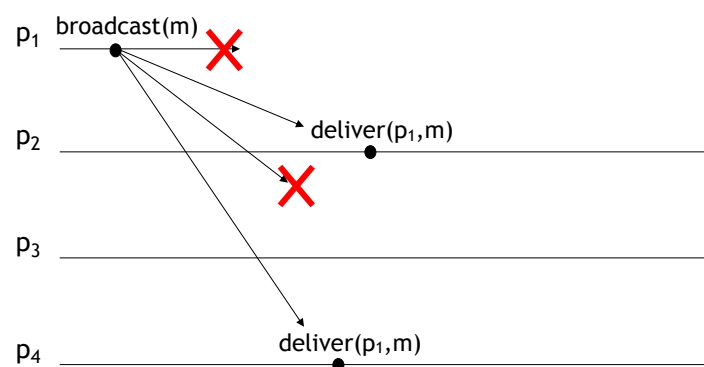 broadcast(m)
p₁
deliver(p₁,m)
p₂
p₃
deliver(p₁,m)
p₄